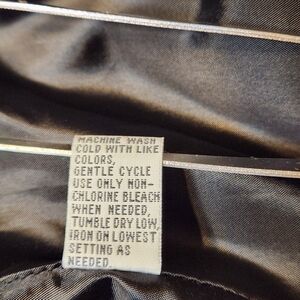 MACHINE WASH
COLD WITH LIKE
COLORS,
GENTLE CYCLE
USE ONLY NON-
CHLORINE BLEACH
WHEN NEEDED,
TUMBLE DRY LOW,
IRON ON LOWEST
SETTING AS
NEEDED